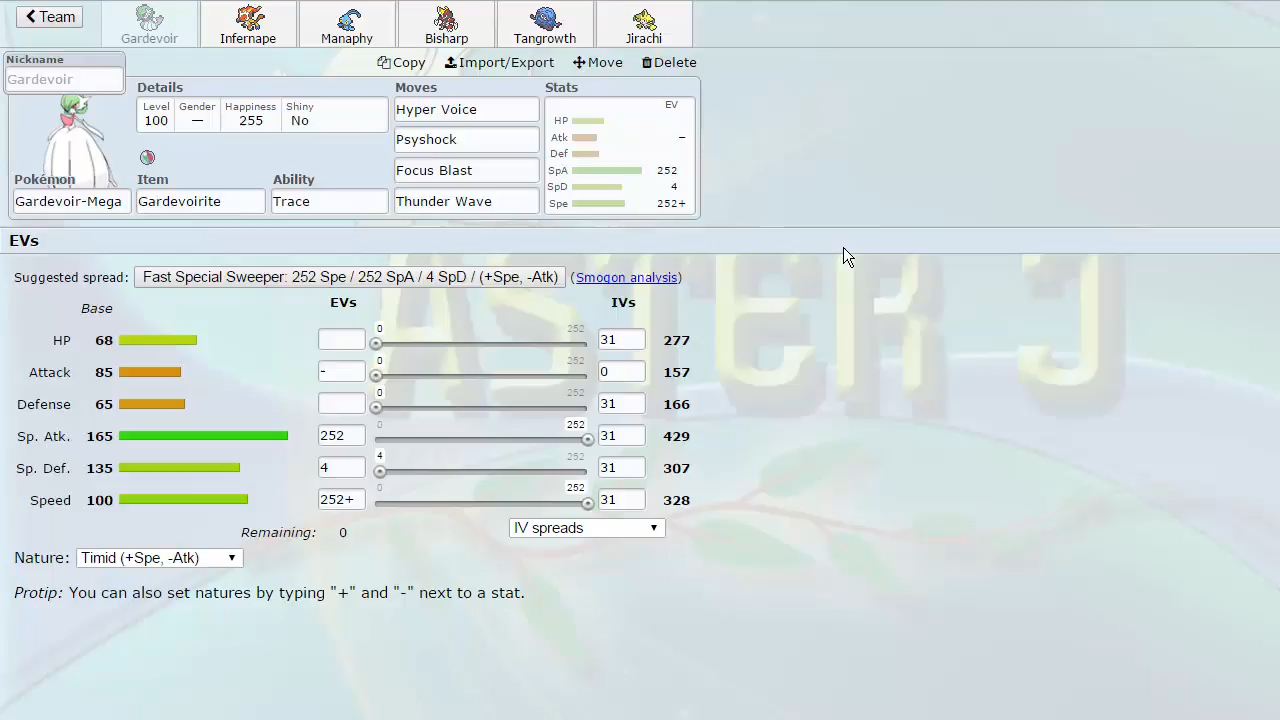 Team
Gardevoir
Infernape
Manaphy
Bisharp
Tangrowth
Jirachi
Copy
Import/Export
Move
Delete
Nickname
Gardevoir
Details
Level
100
Gender
—
Happiness
255
Shiny
No
Pokémon
Gardevoir-Mega
Item
Gardevoirite
Ability
Trace
Moves
Hyper Voice
Psyshock
Focus Blast
Thunder Wave
Stats
EV
HP
Atk –
Def
SpA 252
SpD 4
Spe 252+
EVs
Suggested spread: Fast Special Sweeper: 252 Spe / 252 SpA / 4 SpD / (+Spe, -Atk) (Smogon analysis)
Base EVs IVs
HP 68 0 252 31 277
Attack 85 - 0 252 0 157
Defense 65 0 252 31 166
Sp. Atk. 165 252 0 252 31 429
Sp. Def. 135 4 4 252 31 307
Speed 100 252+ 0 252 31 328
Remaining: 0 IV spreads
Nature: Timid (+Spe, -Atk)
Protip: You can also set natures by typing "+" and "-" next to a stat.
ASTER J